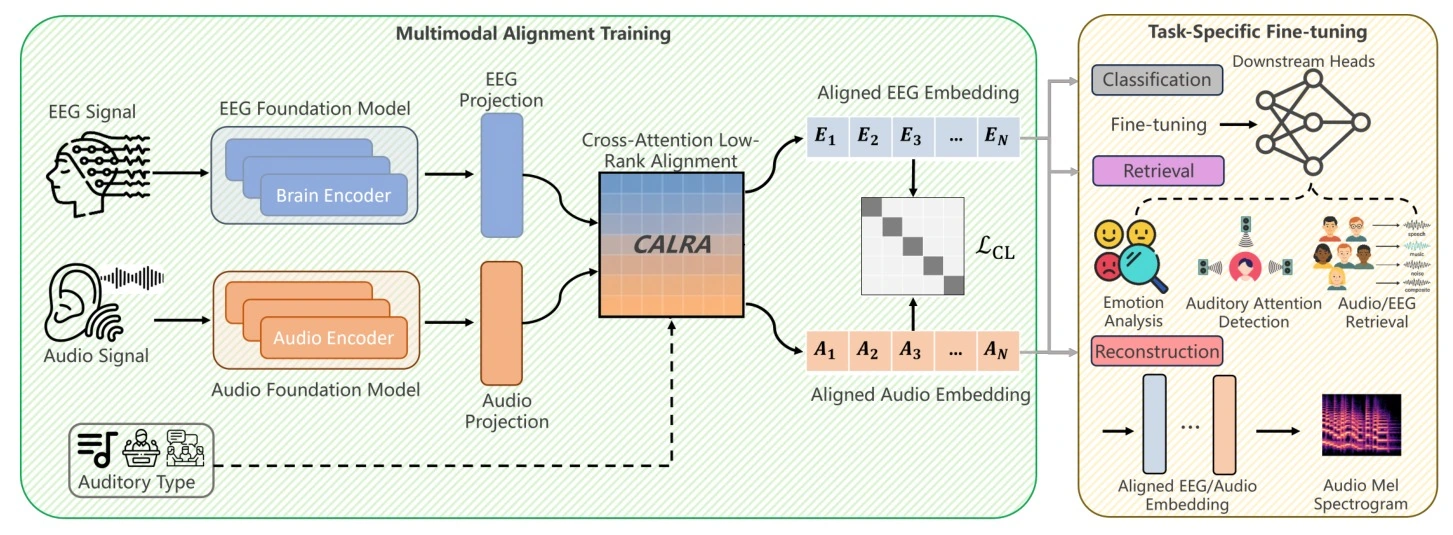 Multimodal Alignment Training
EEG Signal
EEG Foundation Model
Brain Encoder
EEG
Projection
Cross-Attention Low-
Rank Alignment
CALRA
Audio Signal
Audio Encoder
Audio Foundation Model
Audio
Projection
Auditory Type
Aligned EEG Embedding
E1 E2 E3 ... EN
ℒCL
A1 A2 A3 ... AN
Aligned Audio Embedding
Task-Specific Fine-tuning
Classification
Downstream Heads
Fine-tuning
Retrieval
Emotion
Analysis
Auditory Attention
Detection
speech
music
noise
composite
Audio/EEG
Retrieval
Reconstruction
...
Aligned EEG/Audio
Embedding
Audio Mel
Spectrogram